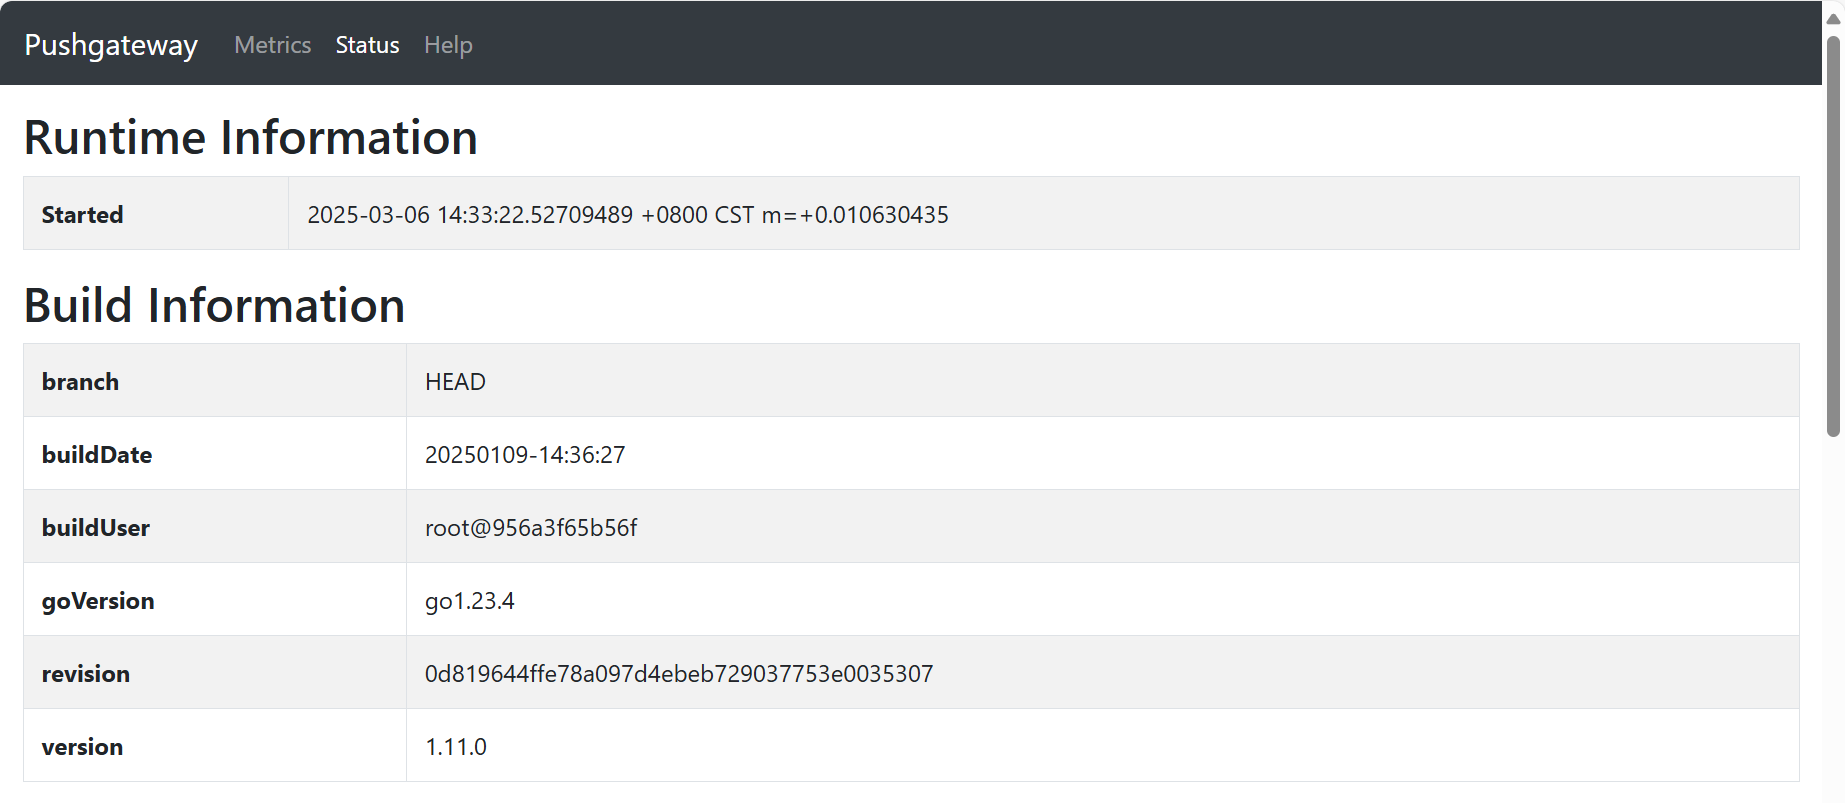 Pushgateway Metrics Status Help
Runtime Information
Started 2025-03-06 14:33:22.52709489 +0800 CST m=+0.010630435
Build Information
branch HEAD
buildDate 20250109-14:36:27
buildUser root@956a3f65b56f
goVersion go1.23.4
revision 0d819644ffe78a097d4ebeb729037753e0035307
version 1.11.0